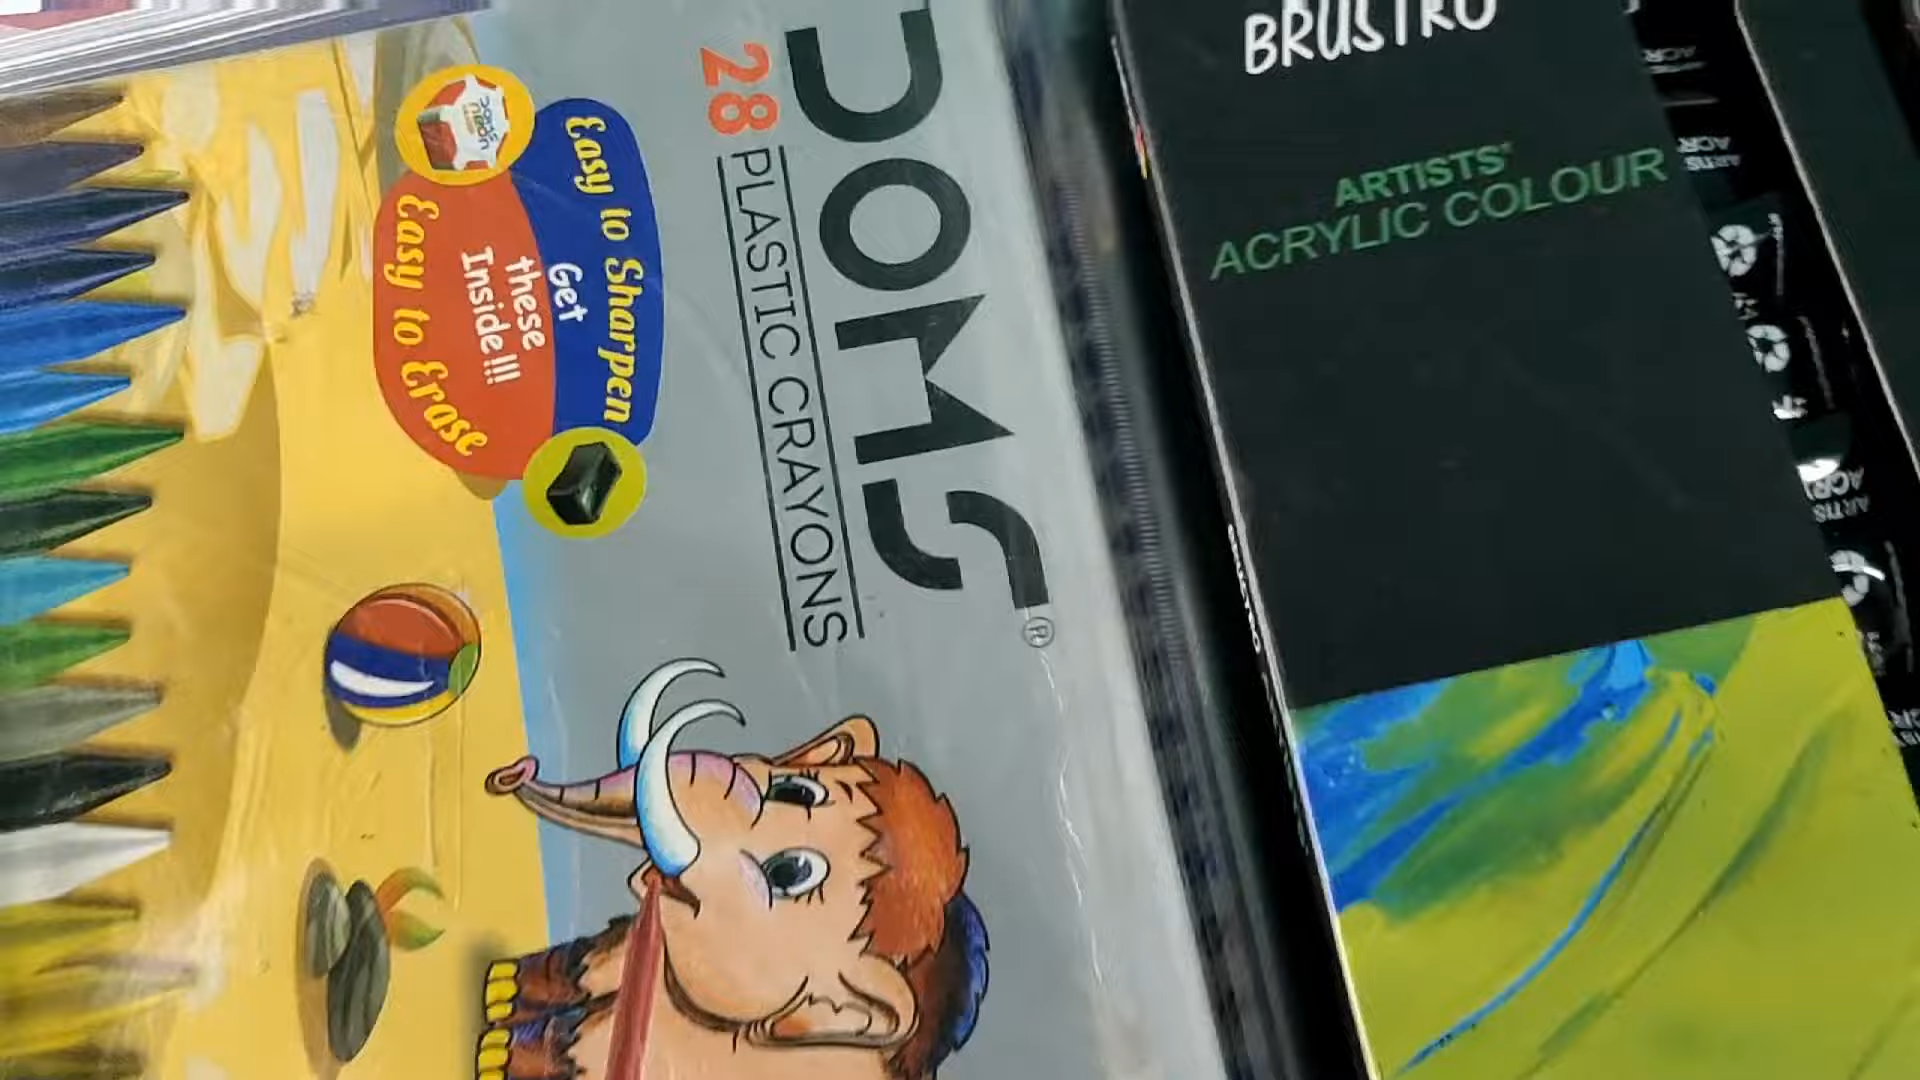 DOMS®
28 PLASTIC CRAYONS
Easy to Sharpen
Get
these
Inside!!!
Easy to Erase
BRUSTRO
ARTISTS'
ACRYLIC COLOUR